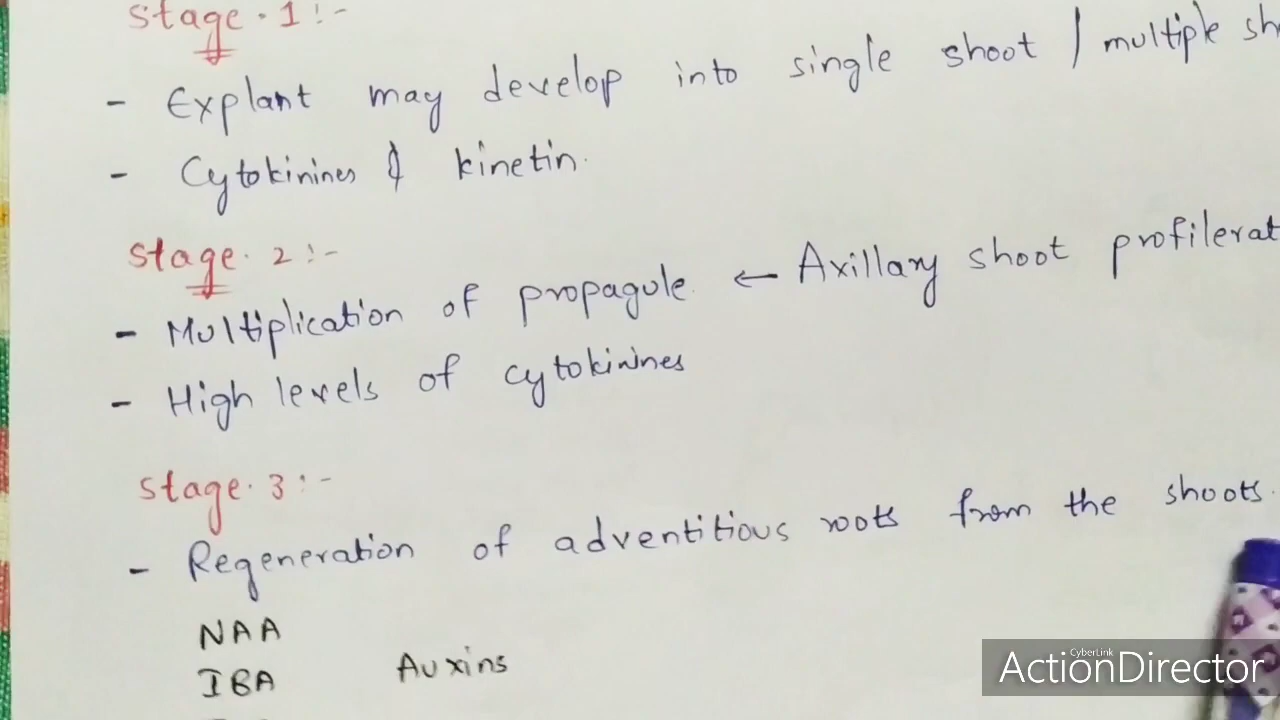 Stage. 1 :-
- Explant may develop into single shoot / multiple sh
- Cytokinines & kinetin.
Stage. 2 :-
- Multiplication of propagule. ← Axillary shoot profilerat
- High levels of cytokinines
Stage. 3 :-
- Regeneration of adventitious roots from the shoots.
NAA
IBA Auxins
CyberLink
ActionDirector